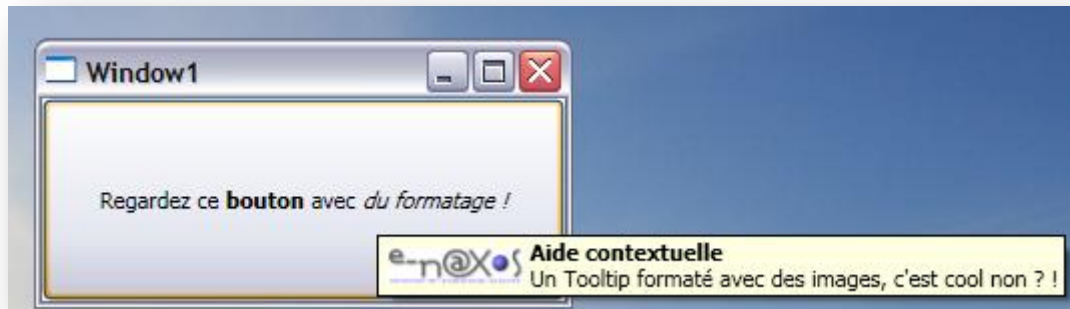 Window1
Regardez ce bouton avec du formatage !
e-n@xos
Aide contextuelle
Un Tooltip formaté avec des images, c'est cool non ? !